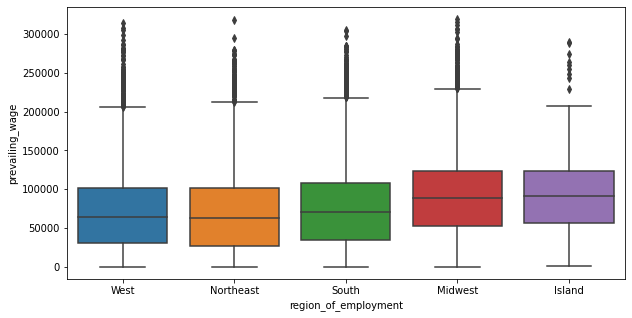 300000
250000
200000
150000
100000
50000
0
prevailing_wage
West Northeast South Midwest Island
region_of_employment